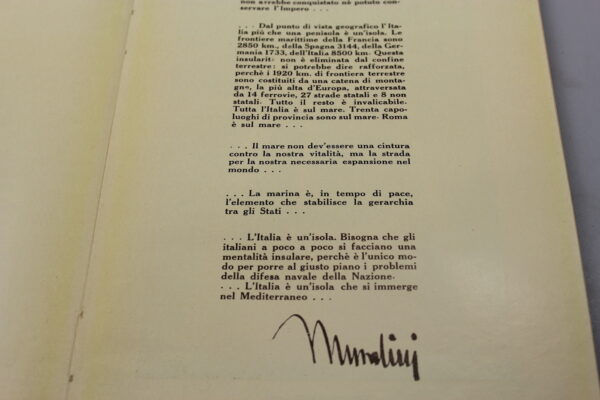 non avrebbe conquistato nè potuto con-
servare l'Impero . . .
. . . Dal punto di vista geografico l'Ita-
lia più che una penisola è un'isola. Le
frontiere marittime della Francia sono
2850 km., della Spagna 3144, della Ger-
mania 1733, dell'Italia 8500 km. Questa
insularità non è eliminata dal confine
terrestre: si potrebbe dire rafforzata,
perchè i 1920 km. di frontiera terrestre
sono costituiti da una catena di monta-
gne, la più alta d'Europa, attraversata
da 14 ferrovie, 27 strade statali e 8 non
statali. Tutto il resto è invalicabile.
Tutta l'Italia è sul mare. Trenta capo-
luoghi di provincia sono sul mare. Roma
è sul mare . . .
. . . Il mare non dev'essere una cintura
contro la nostra vitalità, ma la strada
per la nostra necessaria espansione nel
mondo . . .
. . . La marina è, in tempo di pace,
l'elemento che stabilisce la gerarchia
tra gli Stati . . .
. . . L'Italia è un'isola. Bisogna che gli
italiani a poco a poco si facciano una
mentalità insulare, perchè è l'unico mo-
do per porre al giusto piano i problemi
della difesa navale della Nazione.
. . . L'Italia è un'isola che si immerge
nel Mediterraneo . . .
Mussolini